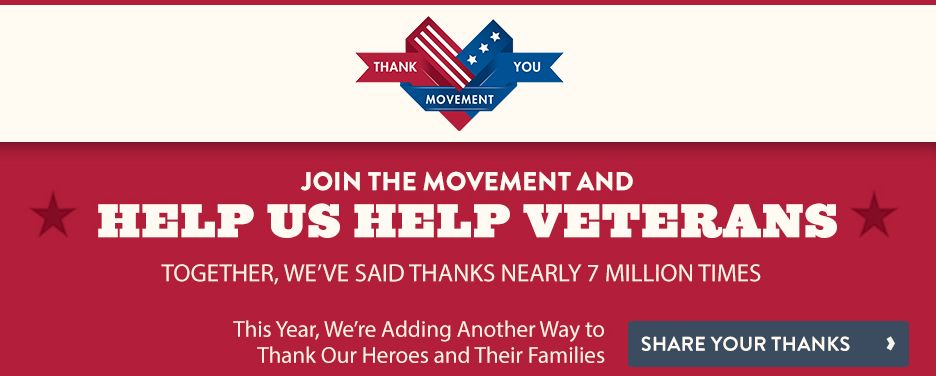 THANK YOU
MOVEMENT
JOIN THE MOVEMENT AND
HELP US HELP VETERANS
TOGETHER, WE'VE SAID THANKS NEARLY 7 MILLION TIMES
This Year, We're Adding Another Way to
Thank Our Heroes and Their Families
SHARE YOUR THANKS